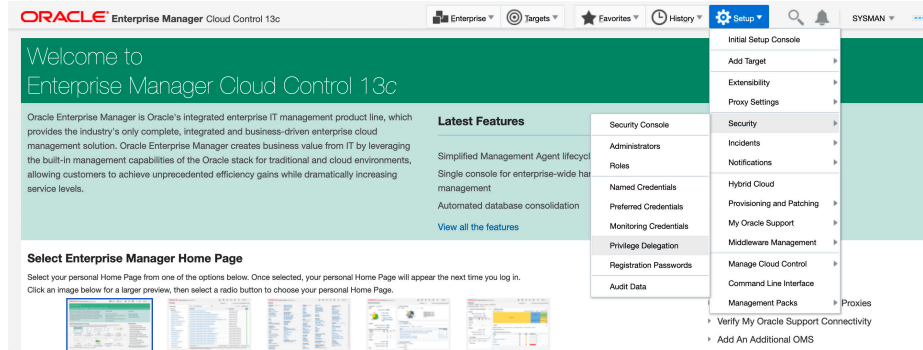 ORACLE Enterprise Manager Cloud Control 13c
Enterprise
Targets
Favorites
History
Setup
SYSMAN
Welcome to
Enterprise Manager Cloud Control 13c
Oracle Enterprise Manager is Oracle's integrated enterprise IT management product line, which
provides the industry's only complete, integrated and business-driven enterprise cloud
management solution. Oracle Enterprise Manager creates business value from IT by leveraging
the built-in management capabilities of the Oracle stack for traditional and cloud environments,
allowing customers to achieve unprecedented efficiency gains while dramatically increasing
service levels.
Latest Features
Simplified Management Agent lifecycl
Single console for enterprise-wide har
management
Automated database consolidation
View all the features
Security Console
Administrators
Roles
Named Credentials
Preferred Credentials
Monitoring Credentials
Privilege Delegation
Registration Passwords
Audit Data
Initial Setup Console
Add Target
Extensibility
Proxy Settings
Security
Incidents
Notifications
Hybrid Cloud
Provisioning and Patching
My Oracle Support
Middleware Management
Manage Cloud Control
Command Line Interface
Management Packs
Select Enterprise Manager Home Page
Select your personal Home Page from one of the options below. Once selected, your personal Home Page will appear the next time you log in.
Click an image below for a larger preview, then select a radio button to choose your personal Home Page.
Proxies
Verify My Oracle Support Connectivity
Add An Additional OMS